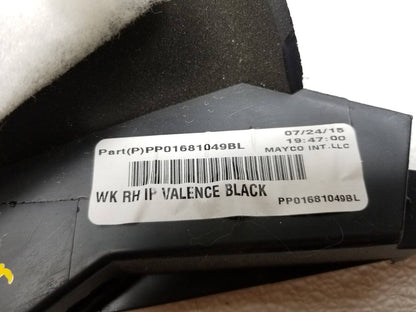 07/24/15
Part(P)PP01681049BL 19:47:00
MAYCO INT.LLC
WK RH IP VALENCE BLACK
PP01681049BL